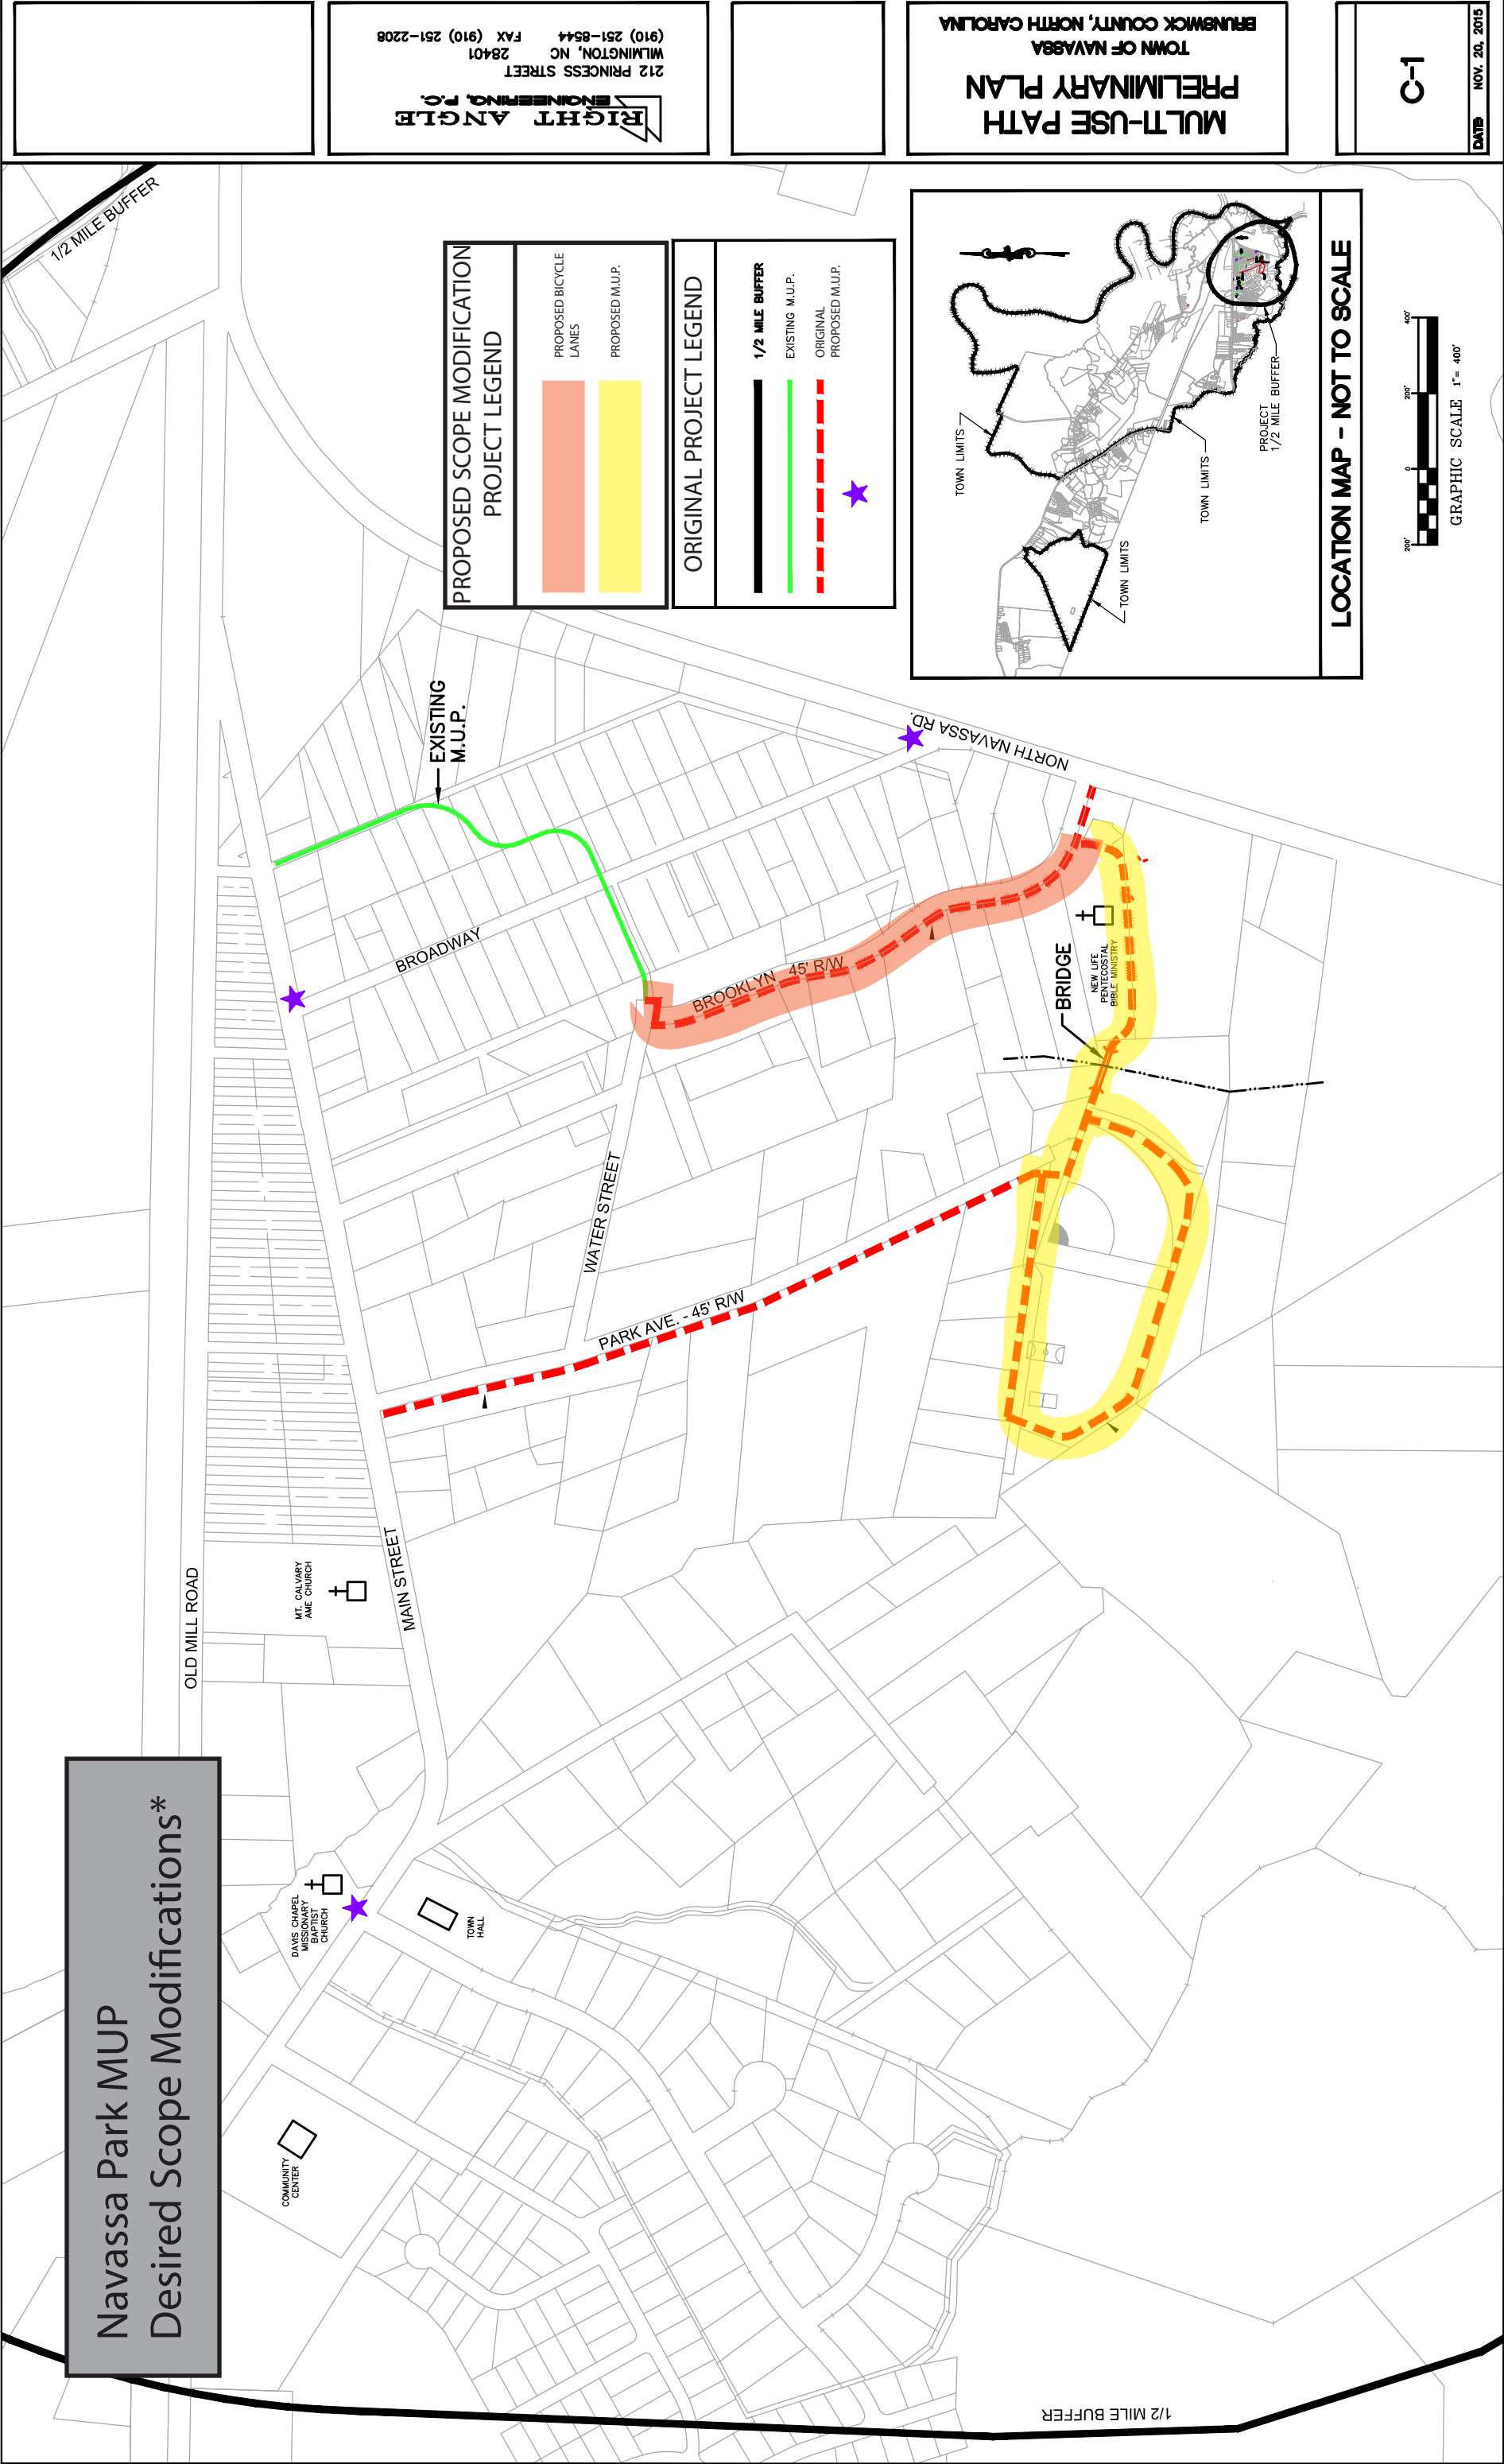 Navassa Park MUP
Desired Scope Modifications*
1/2 MILE BUFFER
OLD MILL ROAD
MT. CALVARY
AME CHURCH
MAIN STREET
DAVIS CHAPEL
MISSIONARY
BAPTIST
CHURCH
TOWN
HALL
COMMUNITY
CENTER
1/2 MILE BUFFER
EXISTING
M.U.P.
BROADWAY
WATER STREET
BROOKLYN 45' R/W
PARK AVE. - 45' R/W
NORTH NAVASSA RD.
BRIDGE
NEW LIFE
PENTECOSTAL
BIBLE MINISTRY
PROPOSED SCOPE MODIFICATION
PROJECT LEGEND
PROPOSED BICYCLE
LANES
PROPOSED M.U.P.
ORIGINAL PROJECT LEGEND
1/2 MILE BUFFER
EXISTING M.U.P.
ORIGINAL
PROPOSED M.U.P.
TOWN LIMITS
TOWN LIMITS
TOWN LIMITS
PROJECT
1/2 MILE BUFFER
LOCATION MAP - NOT TO SCALE
200' 0 200' 400'
GRAPHIC SCALE 1"= 400'
RIGHT ANGLE
ENGINEERING, P.C.
212 PRINCESS STREET
WILMINGTON, NC 28401
(910) 251-8544 FAX (910) 251-2208
MULTI-USE PATH
PRELIMINARY PLAN
TOWN OF NAVASSA
BRUNSWICK COUNTY, NORTH CAROLINA
C-1
DATE NOV. 20, 2015